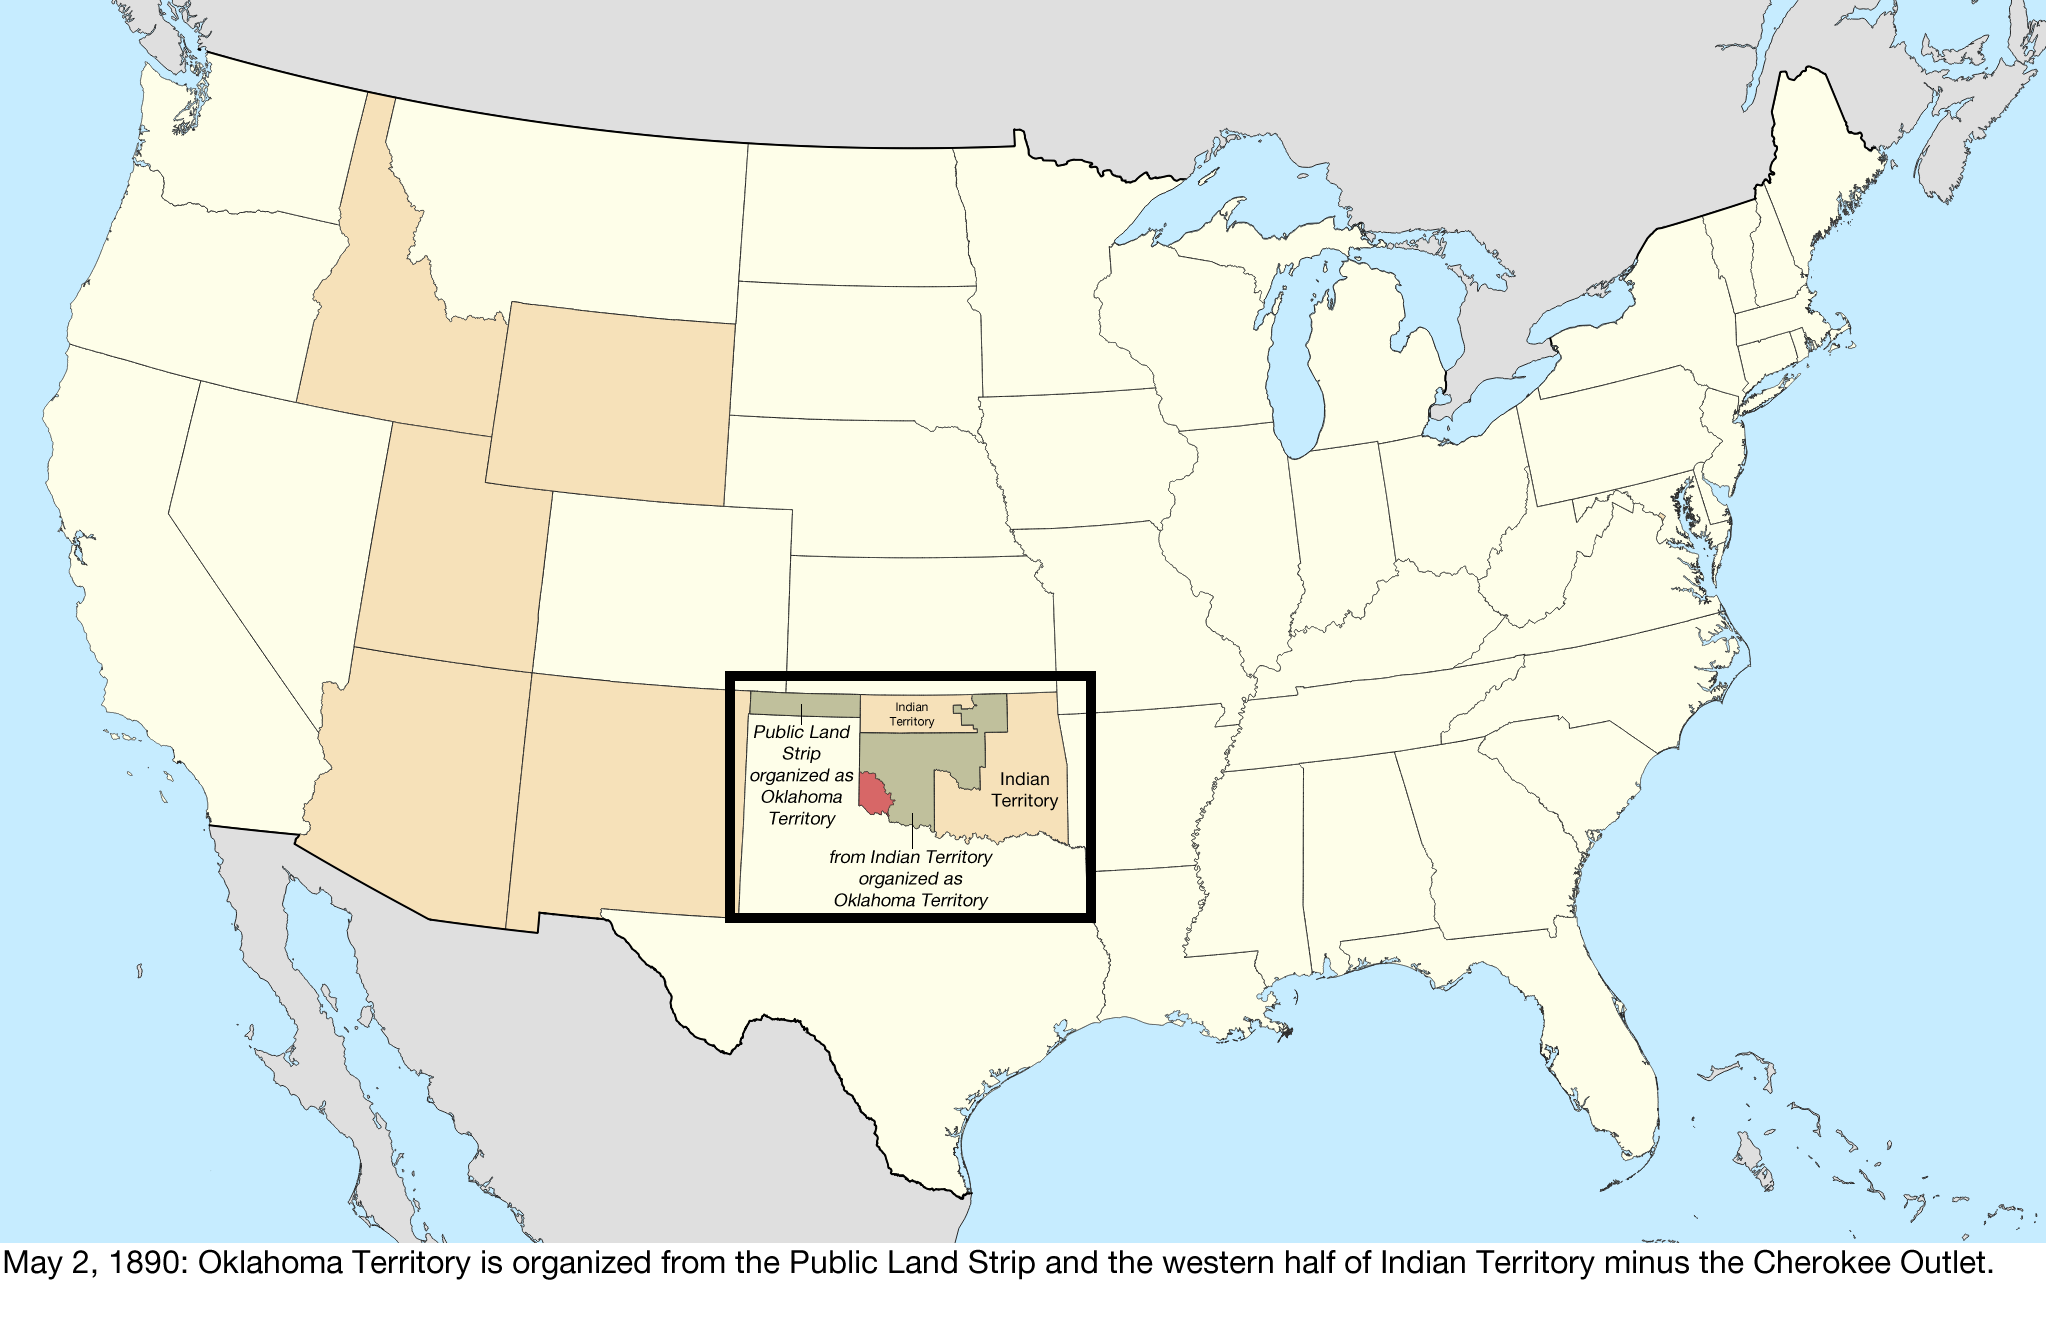 Indian
Territory
Public Land
Strip
organized as
Oklahoma
Territory
Indian
Territory
from Indian Territory
organized as
Oklahoma Territory
May 2, 1890: Oklahoma Territory is organized from the Public Land Strip and the western half of Indian Territory minus the Cherokee Outlet.